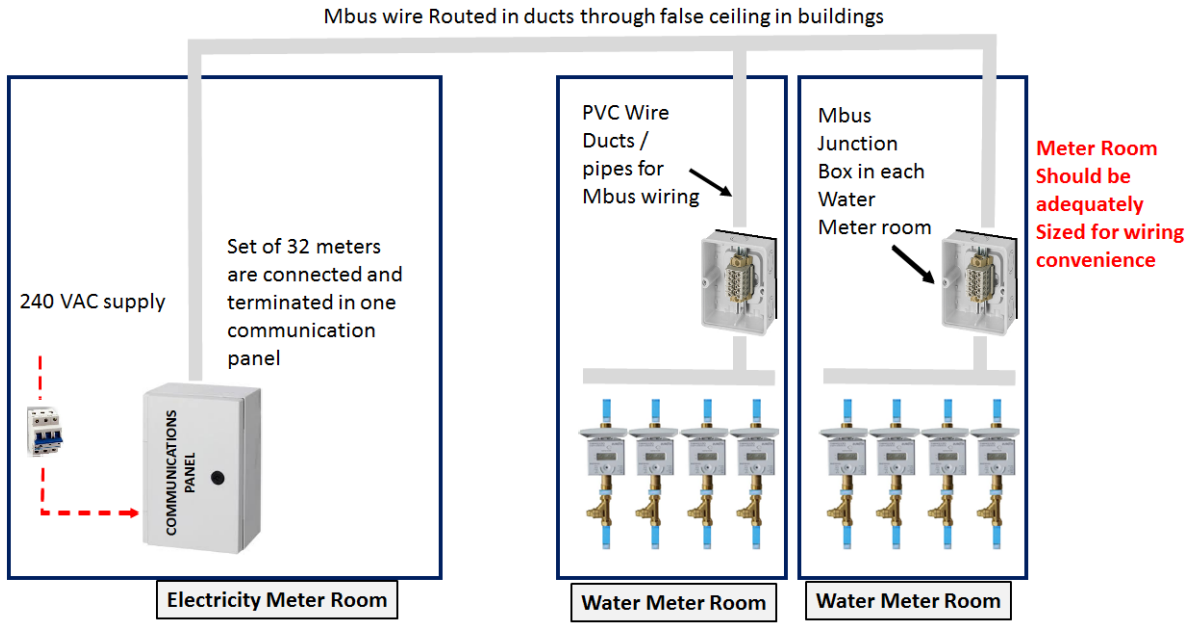 Mbus wire Routed in ducts through false ceiling in buildings
PVC Wire
Ducts /
pipes for
Mbus wiring
Mbus
Junction
Box in each
Water
Meter room
Meter Room
Should be
adequately
Sized for wiring
convenience
Set of 32 meters
are connected and
terminated in one
communication
panel
240 VAC supply
COMMUNICATIONS
PANEL
Electricity Meter Room
Water Meter Room
Water Meter Room